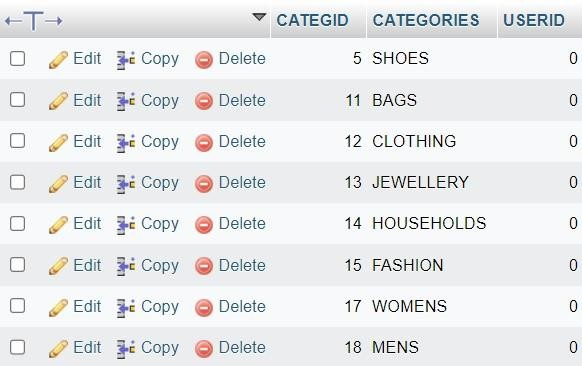 CATEGID CATEGORIES USERID
Edit Copy Delete 5 SHOES 0
Edit Copy Delete 11 BAGS 0
Edit Copy Delete 12 CLOTHING 0
Edit Copy Delete 13 JEWELLERY 0
Edit Copy Delete 14 HOUSEHOLDS 0
Edit Copy Delete 15 FASHION 0
Edit Copy Delete 17 WOMENS 0
Edit Copy Delete 18 MENS 0